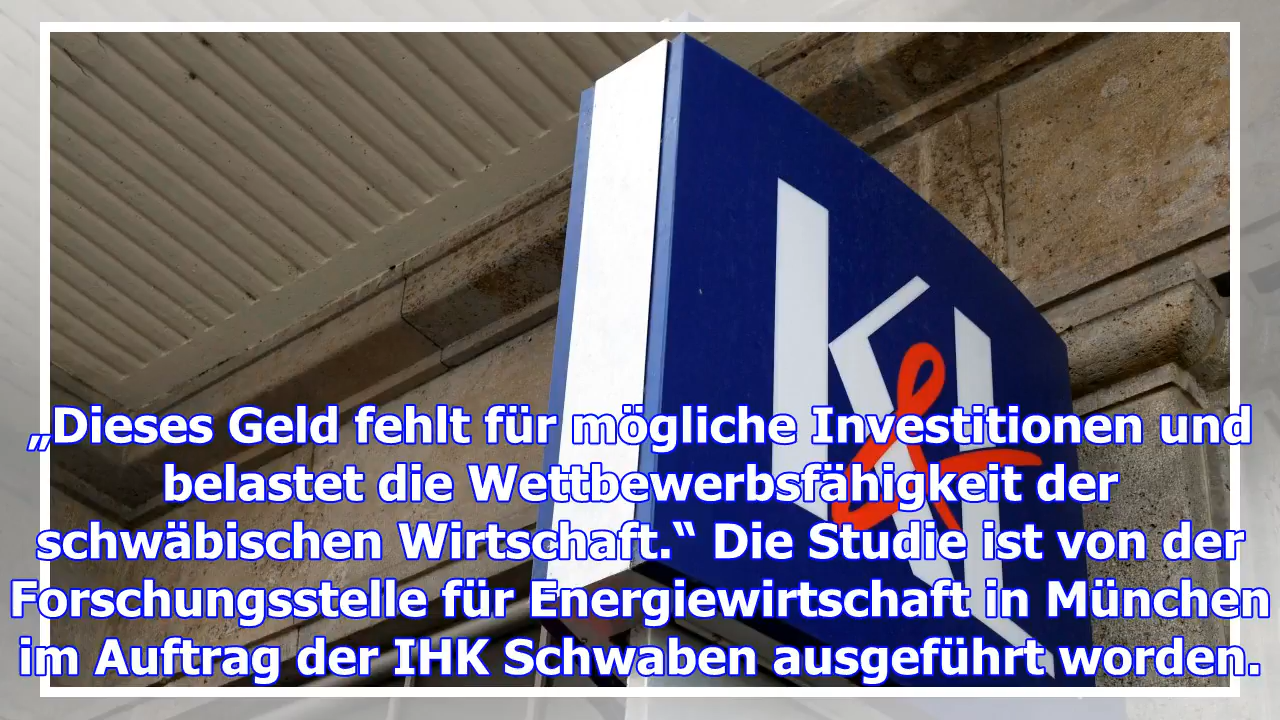 K&H
„Dieses Geld fehlt für mögliche Investitionen und
belastet die Wettbewerbsfähigkeit der
schwäbischen Wirtschaft.“ Die Studie ist von der
Forschungsstelle für Energiewirtschaft in München
im Auftrag der IHK Schwaben ausgeführt worden.